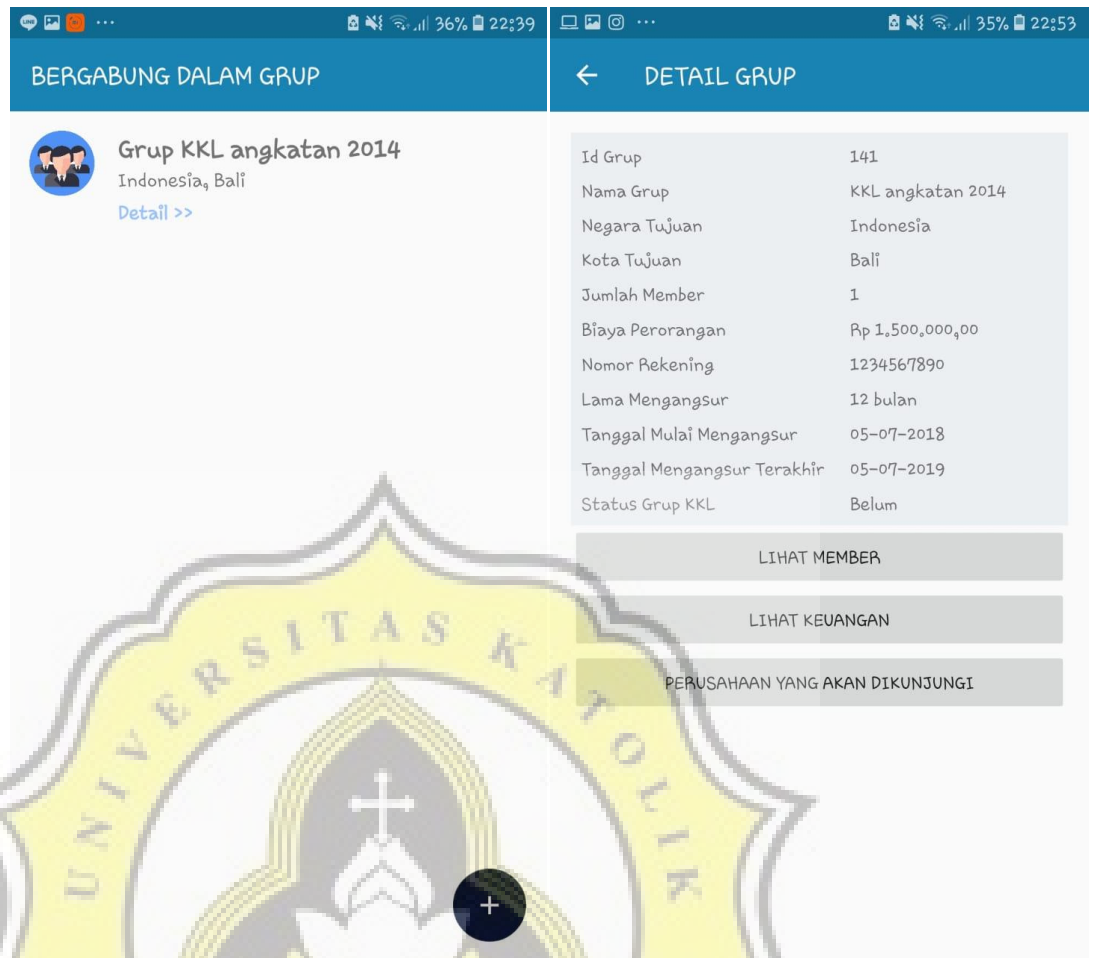 36% 22:39
BERGABUNG DALAM GRUP
Grup KKL angkatan 2014
Indonesia, Bali
Detail >>
+
35% 22:53
← DETAIL GRUP
Id Grup 141
Nama Grup KKL angkatan 2014
Negara Tujuan Indonesia
Kota Tujuan Bali
Jumlah Member 1
Biaya Perorangan Rp 1.500.000,00
Nomor Rekening 1234567890
Lama Mengangsur 12 bulan
Tanggal Mulai Mengangsur 05-07-2018
Tanggal Mengangsur Terakhir 05-07-2019
Status Grup KKL Belum
LIHAT MEMBER
LIHAT KEUANGAN
PERUSAHAAN YANG AKAN DIKUNJUNGI
UNIVERSITAS KATOLIK